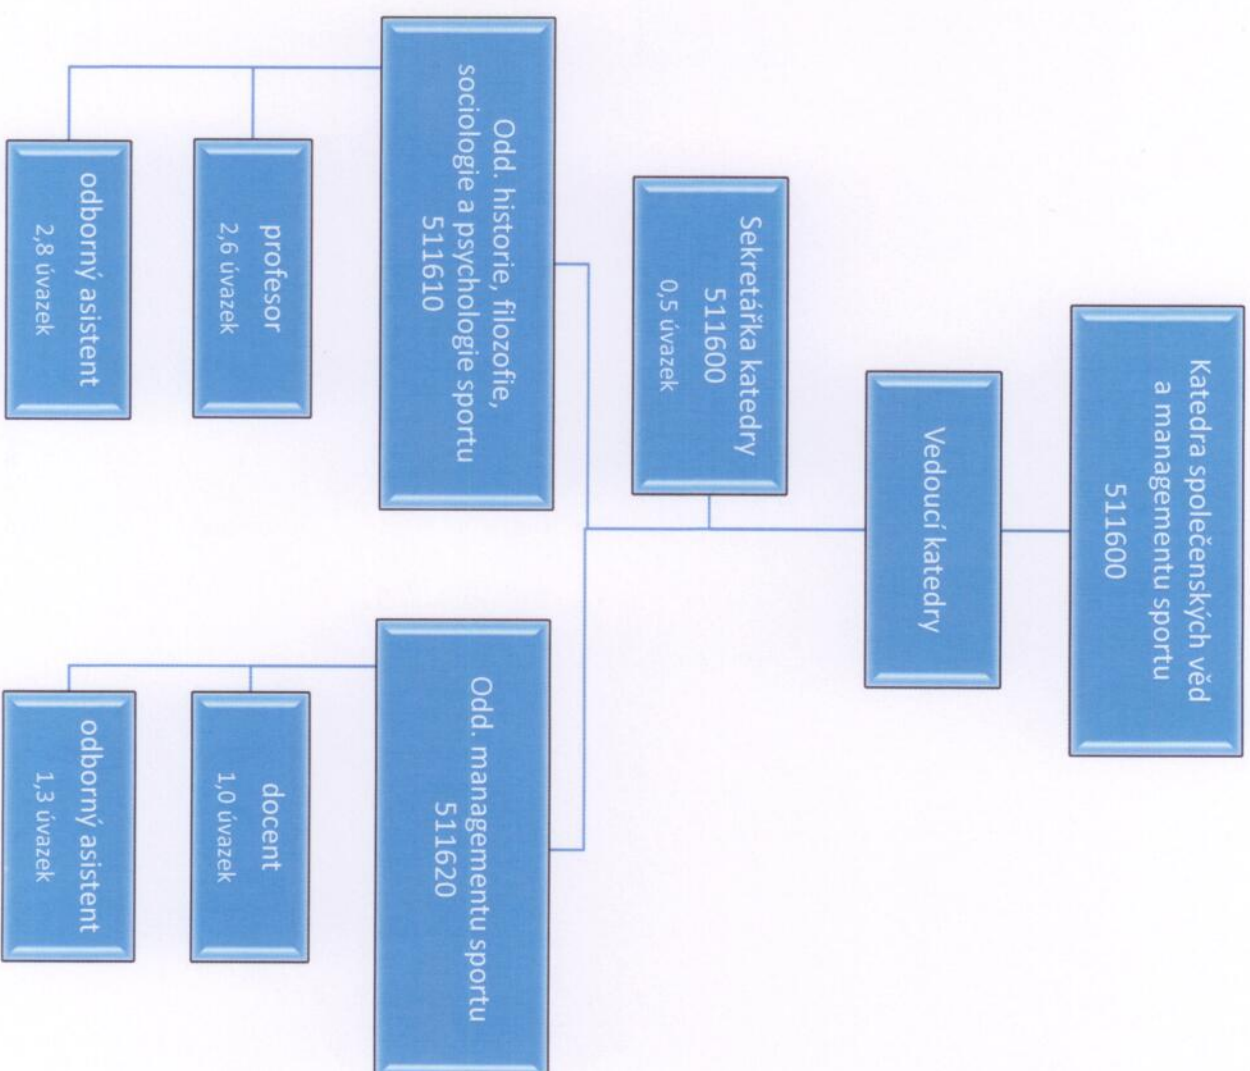 Katedra společenských věd
a managementu sportu
511600
Vedoucí katedry
Sekretářka katedry
511600
0,5 úvazek
Odd. historie, filozofie,
sociologie a psychologie sportu
511610
profesor
2,6 úvazek
odborný asistent
2,8 úvazek
Odd. managementu sportu
511620
docent
1,0 úvazek
odborný asistent
1,3 úvazek